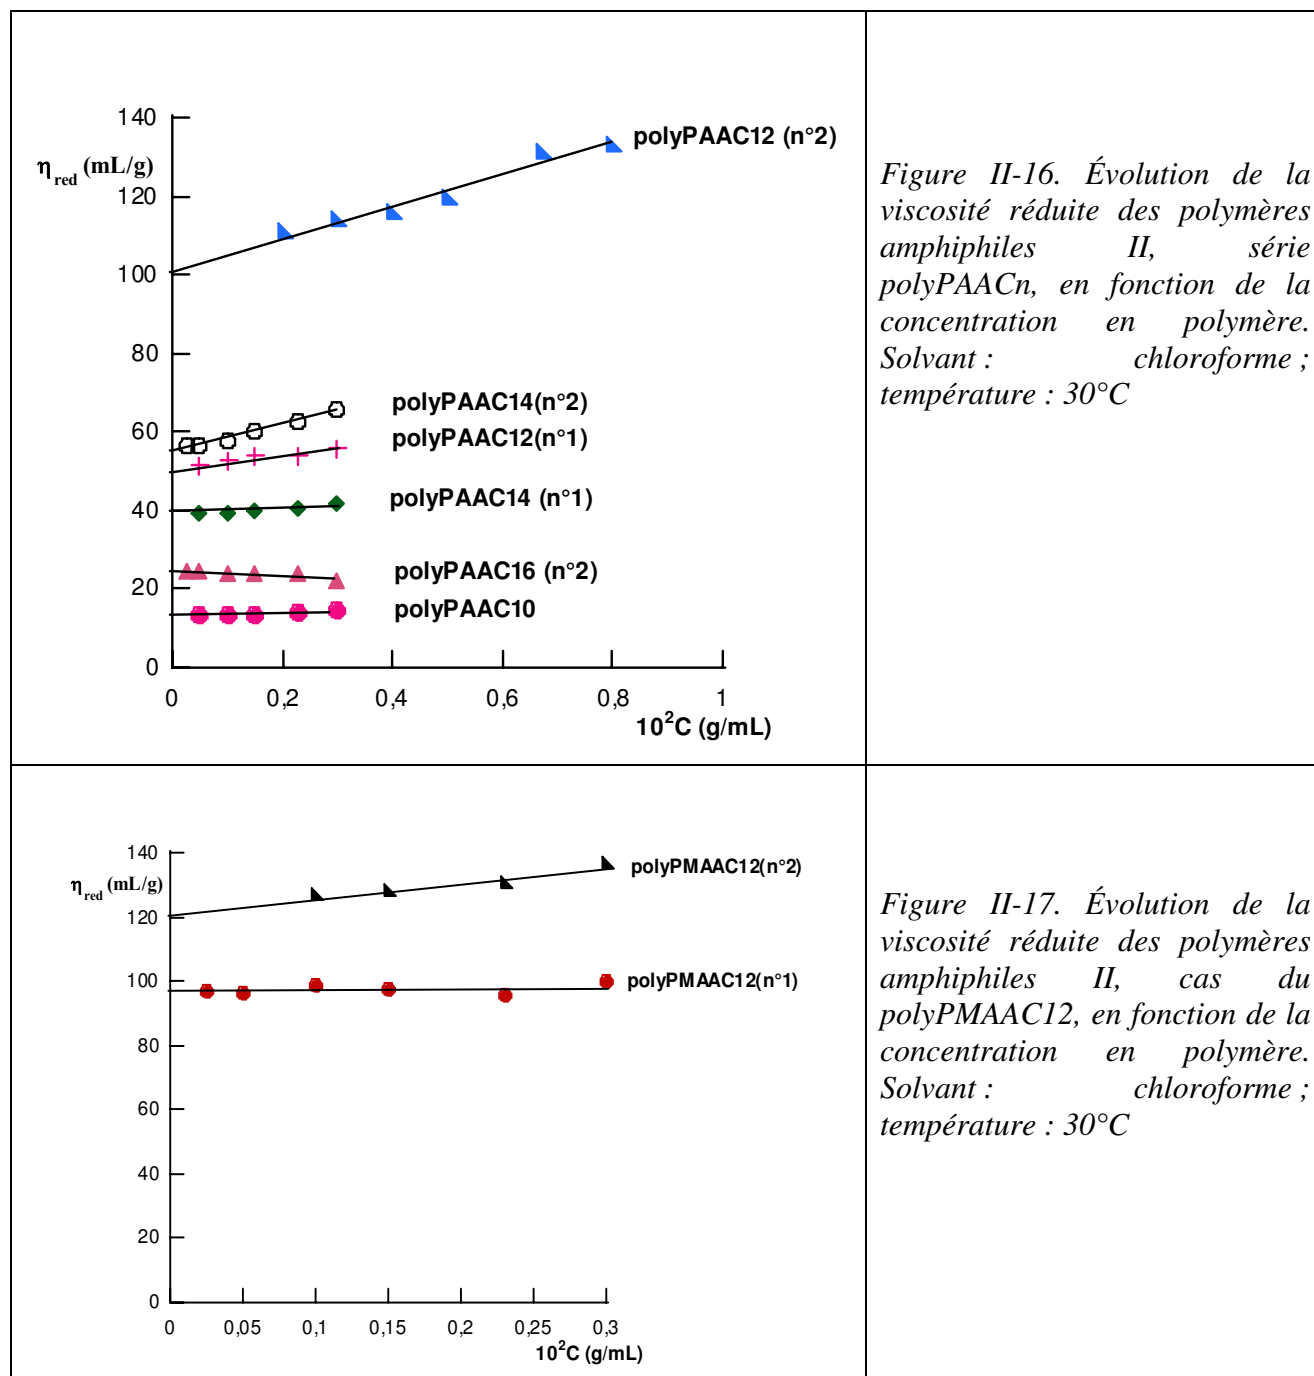 140
120
100
80
60
40
20
0
η red (mL/g)
polyPAAC12 (n°2)
polyPAAC14(n°2)
polyPAAC12(n°1)
polyPAAC14 (n°1)
polyPAAC16 (n°2)
polyPAAC10
0 0,2 0,4 0,6 0,8 1
10²C (g/mL)
Figure II-16. Évolution de la
viscosité réduite des polymères
amphiphiles II, série
polyPAACn, en fonction de la
concentration en polymère.
Solvant : chloroforme ;
température : 30°C
140
120
100
80
60
40
20
0
η red (mL/g)
polyPMAAC12(n°2)
polyPMAAC12(n°1)
0 0,05 0,1 0,15 0,2 0,25 0,3
10²C (g/mL)
Figure II-17. Évolution de la
viscosité réduite des polymères
amphiphiles II, cas du
polyPMAAC12, en fonction de la
concentration en polymère.
Solvant : chloroforme ;
température : 30°C